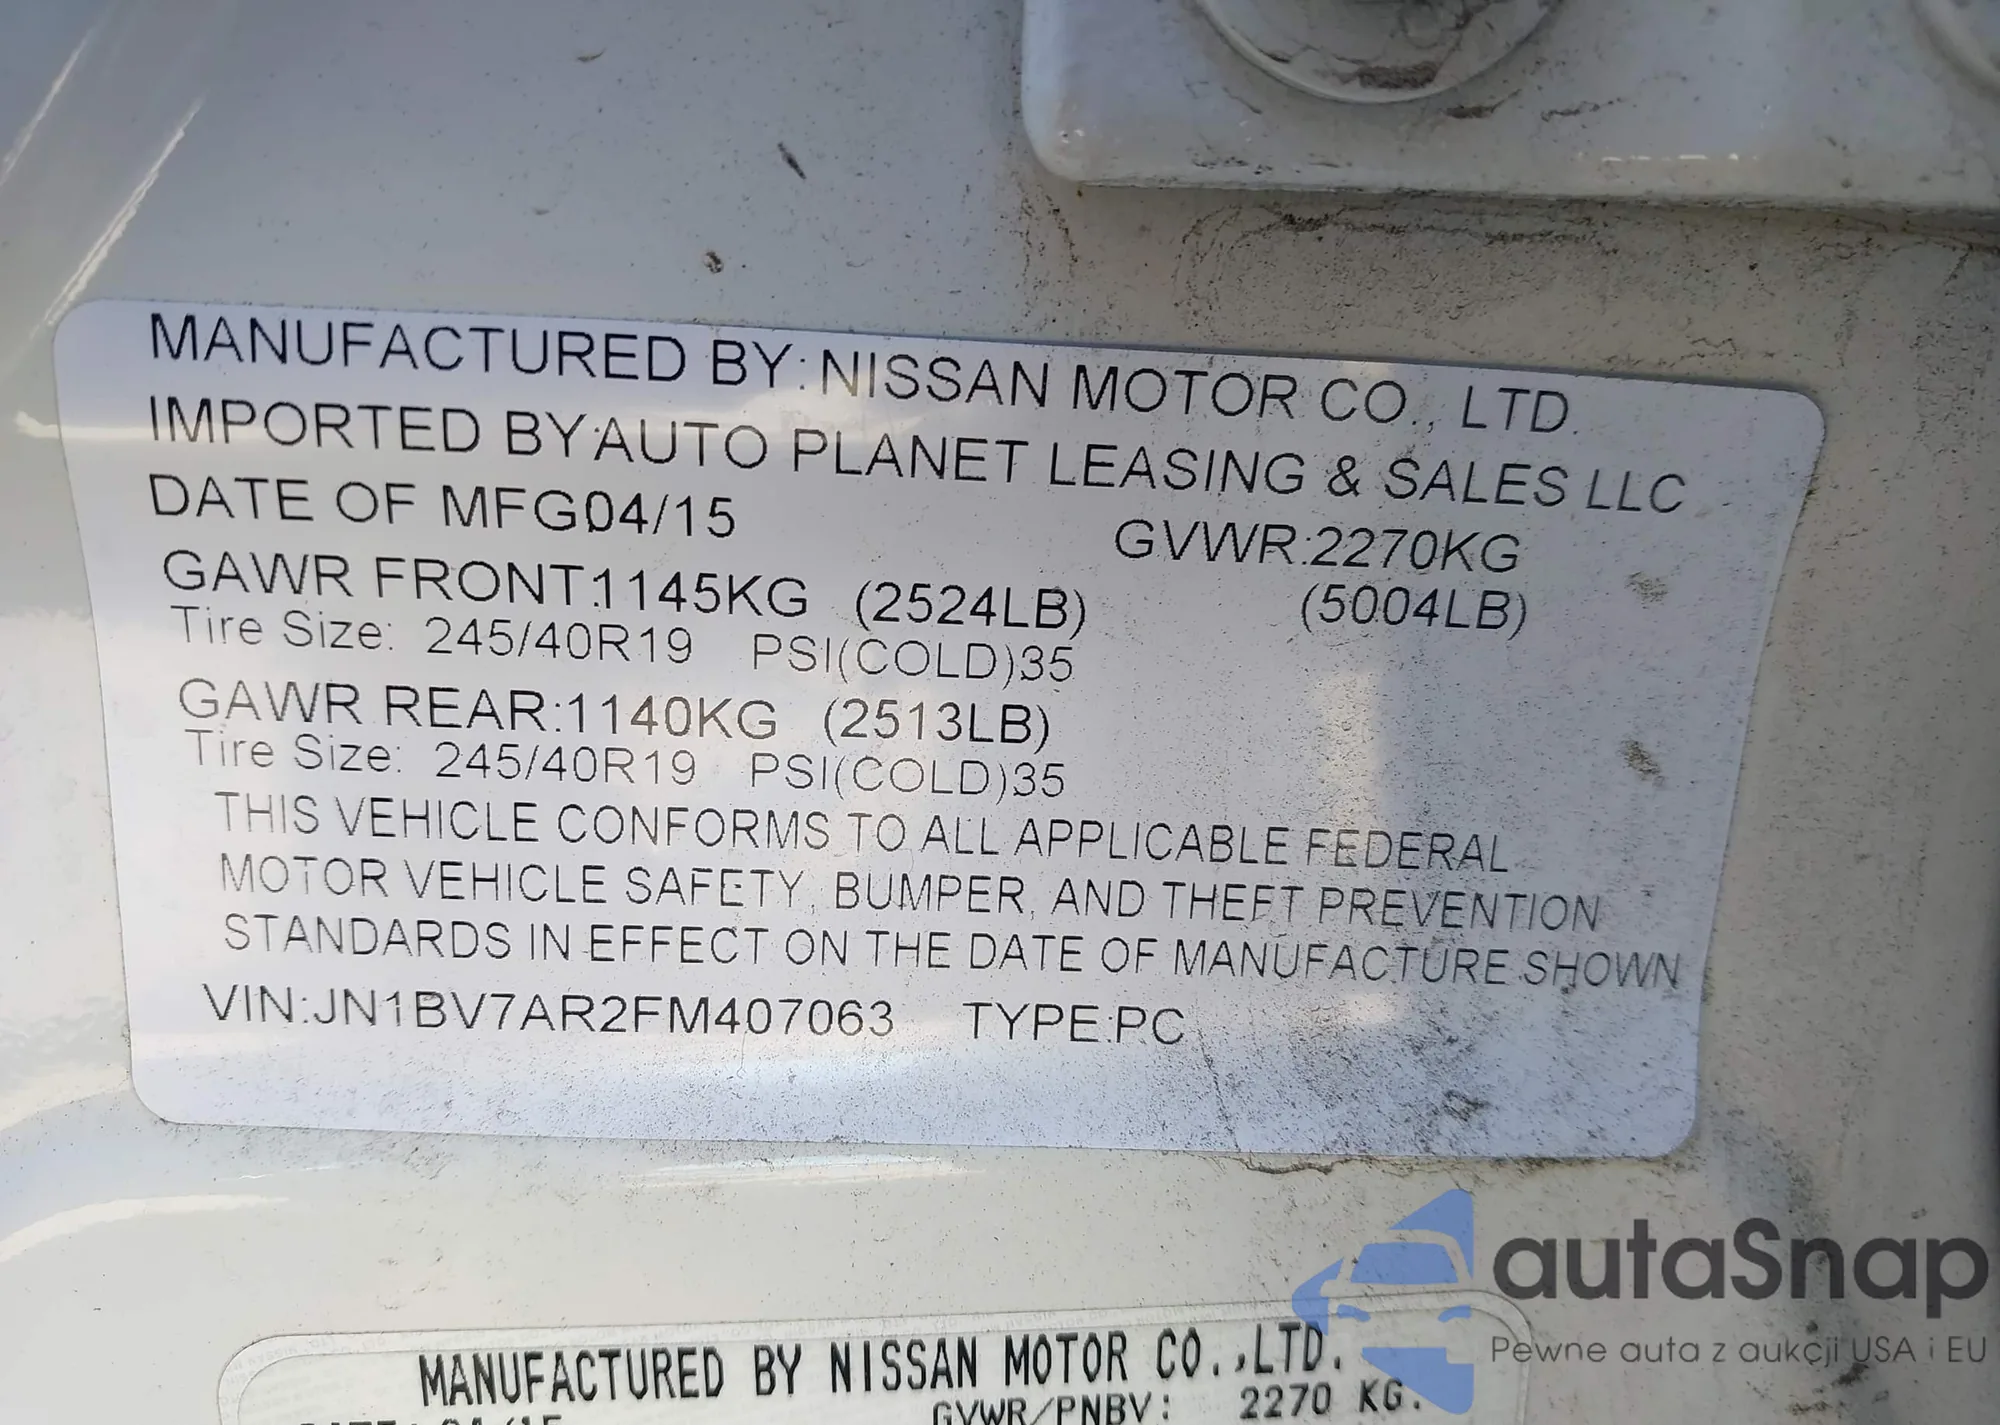 MANUFACTURED BY: NISSAN MOTOR CO., LTD.
IMPORTED BY: AUTO PLANET LEASING & SALES LLC
DATE OF MFG04/15 GVWR:2270KG
GAWR FRONT:1145KG (2524LB) (5004LB)
Tire Size: 245/40R19 PSI(COLD)35
GAWR REAR:1140KG (2513LB)
Tire Size: 245/40R19 PSI(COLD)35
THIS VEHICLE CONFORMS TO ALL APPLICABLE FEDERAL
MOTOR VEHICLE SAFETY, BUMPER, AND THEFT PREVENTION
STANDARDS IN EFFECT ON THE DATE OF MANUFACTURE SHOWN
VIN:JN1BV7AR2FM407063 TYPE:PC
autaSnap
Pewne auta z aukcji USA i EU
MANUFACTURED BY NISSAN MOTOR CO.,LTD.
GVWR/PNBV: 2270 KG.